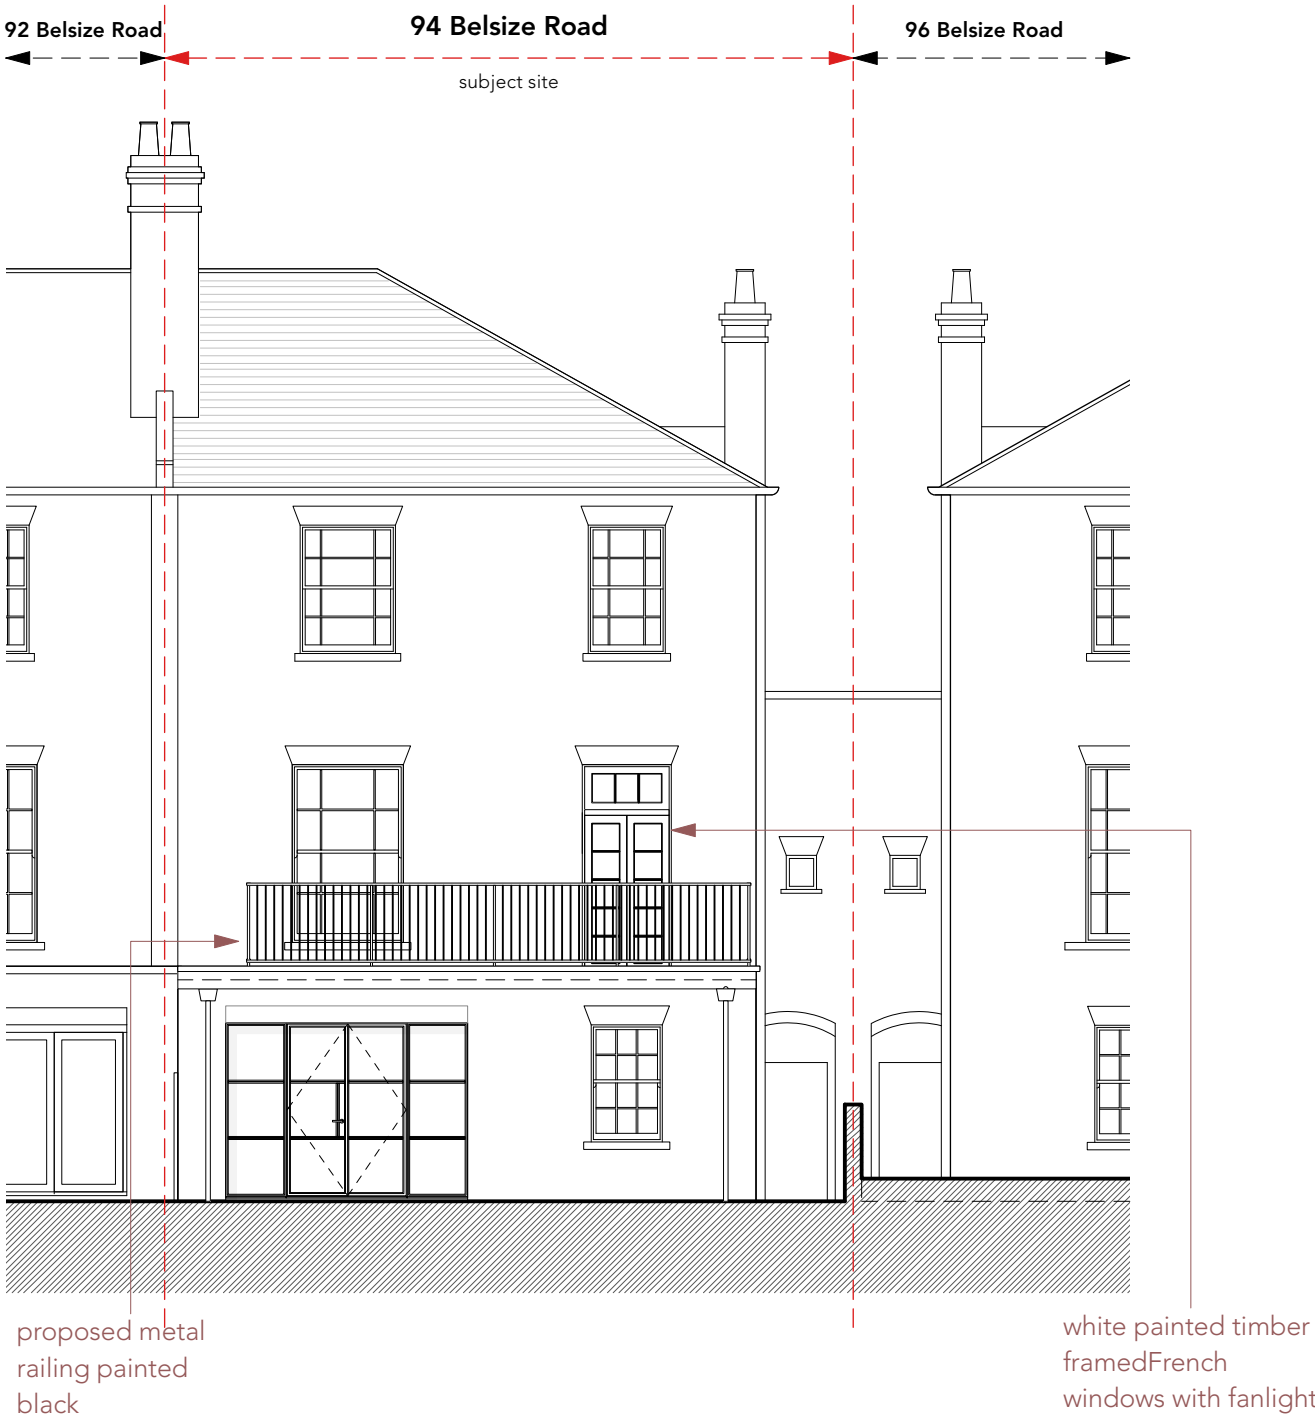 92 Belsize Road
94 Belsize Road
96 Belsize Road
subject site
proposed metal
railing painted
black
white painted timber
framedFrench
windows with fanlight